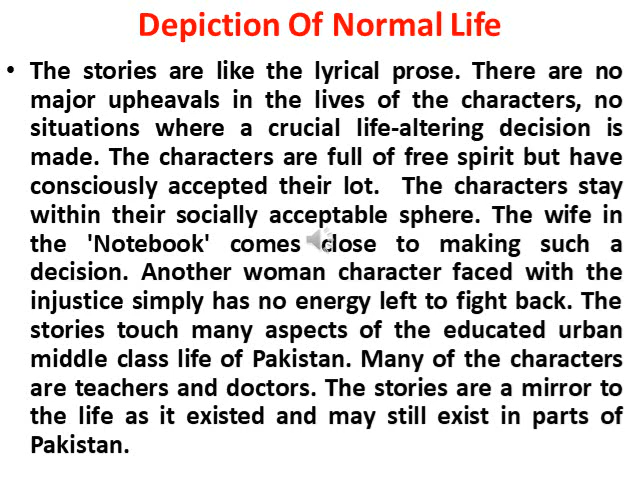 Depiction Of Normal Life
• The stories are like the lyrical prose. There are no
major upheavals in the lives of the characters, no
situations where a crucial life-altering decision is
made. The characters are full of free spirit but have
consciously accepted their lot. The characters stay
within their socially acceptable sphere. The wife in
the 'Notebook' comes close to making such a
decision. Another woman character faced with the
injustice simply has no energy left to fight back. The
stories touch many aspects of the educated urban
middle class life of Pakistan. Many of the characters
are teachers and doctors. The stories are a mirror to
the life as it existed and may still exist in parts of
Pakistan.